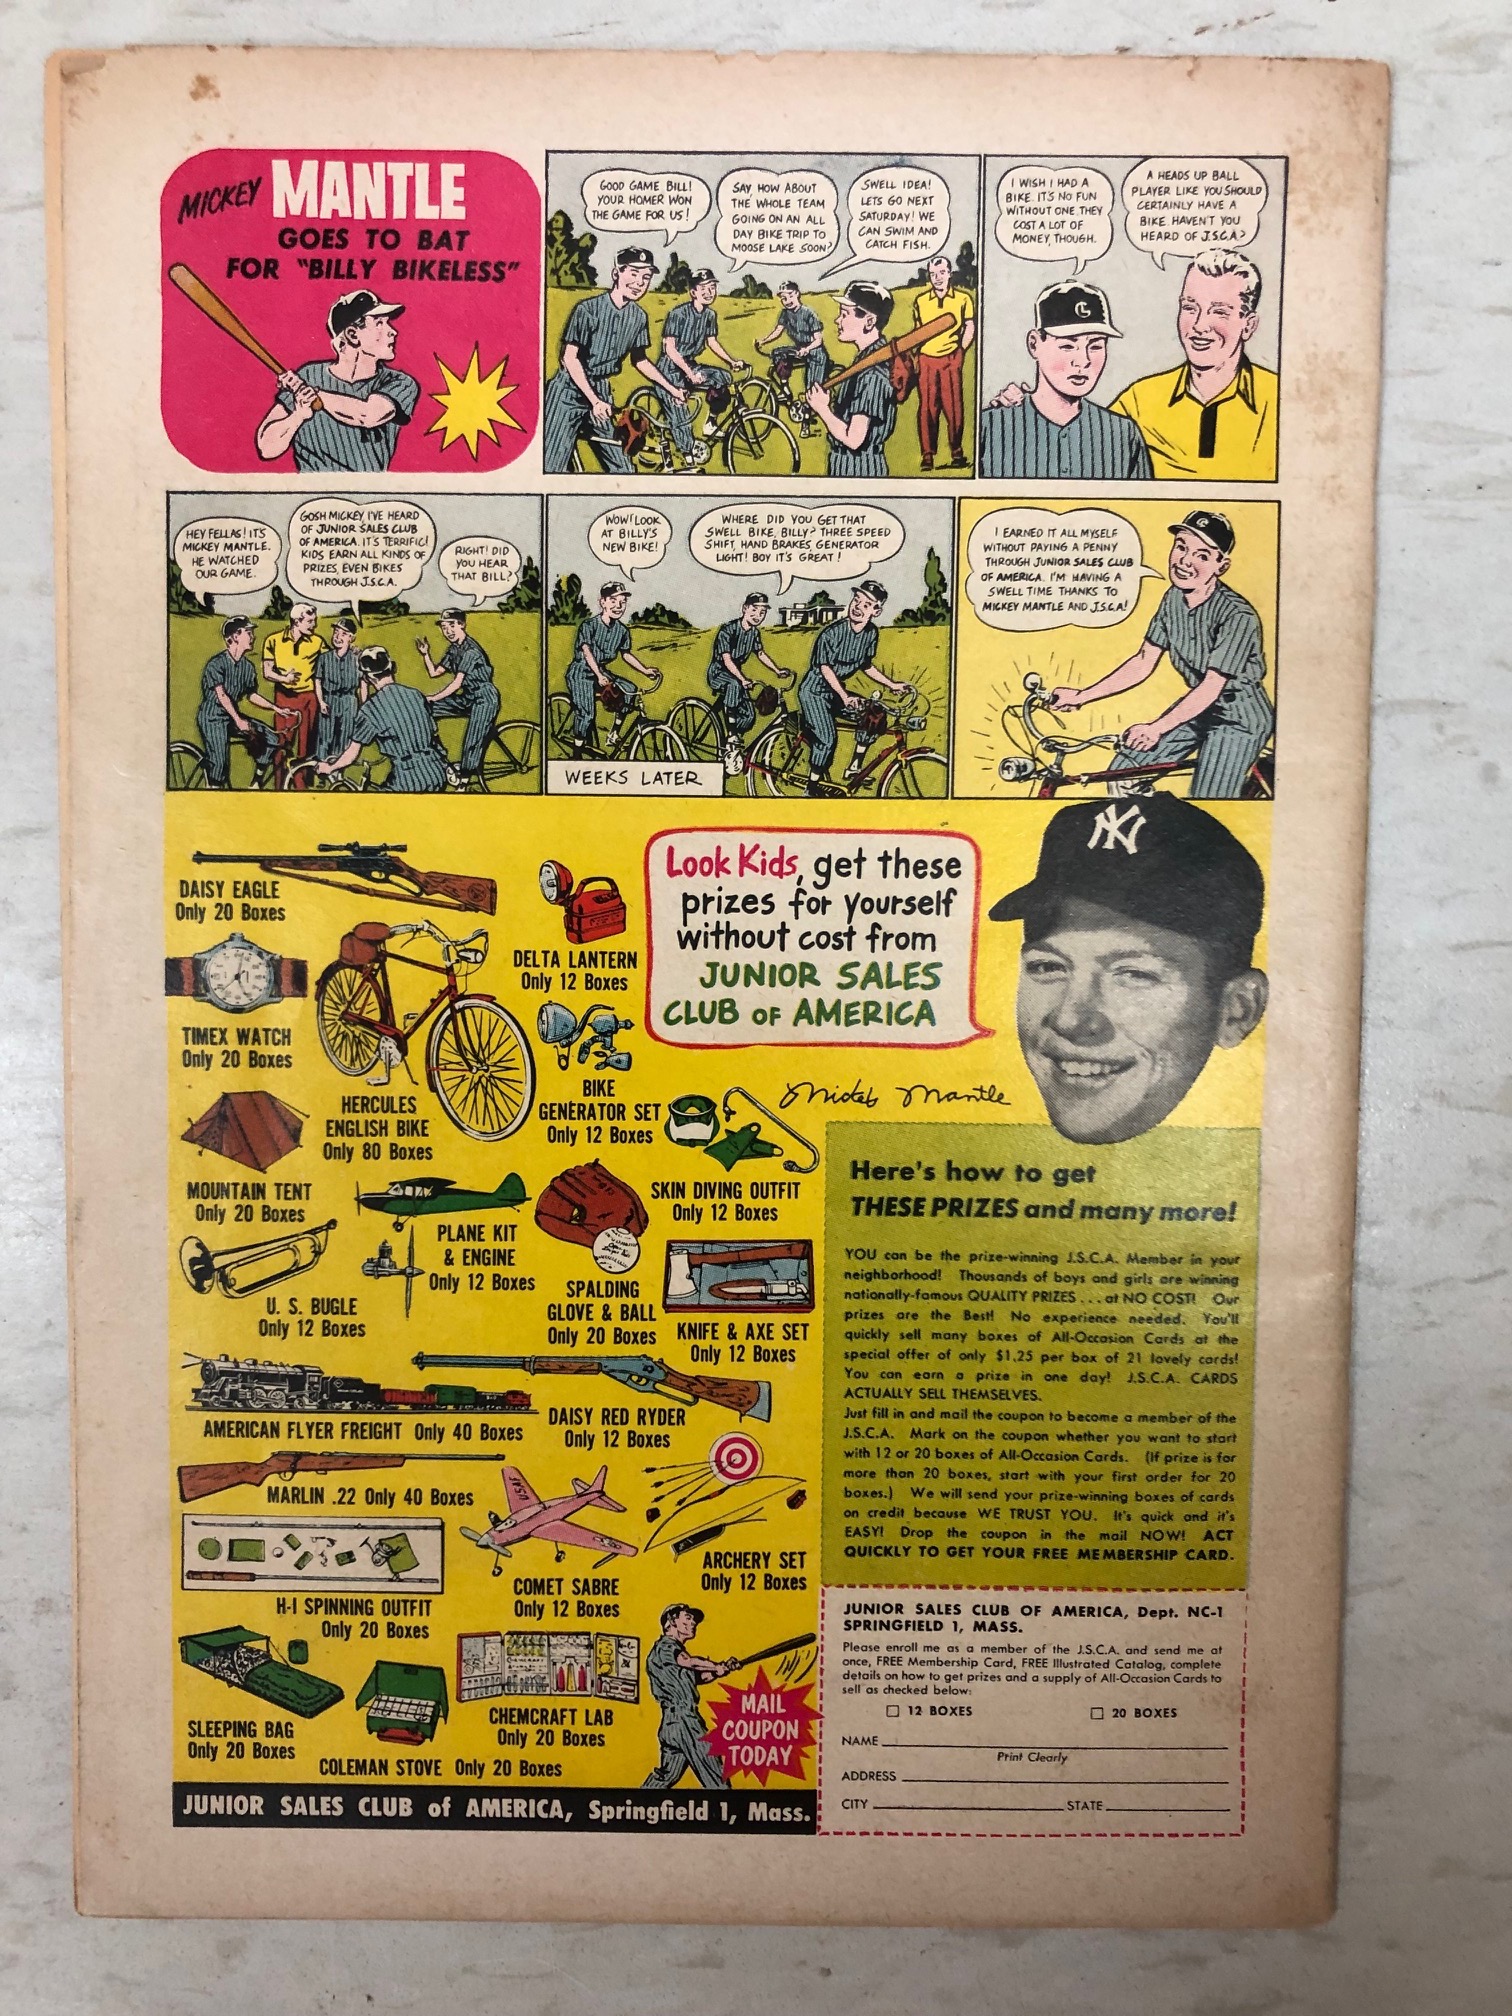 MICKEY MANTLE
GOES TO BAT
FOR "BILLY BIKELESS"
GOOD GAME BILL!
YOUR HOMER WON
THE GAME FOR US!
SAY, HOW ABOUT
THE WHOLE TEAM
GOING ON AN ALL
DAY BIKE TRIP TO
MOOSE LAKE SOON?
SWELL IDEA!
LETS GO NEXT
SATURDAY! WE
CAN SWIM AND
CATCH FISH.
I WISH I HAD A
BIKE. IT'S NO FUN
WITHOUT ONE. THEY
COST A LOT OF
MONEY, THOUGH.
A HEADS UP BALL
PLAYER LIKE YOU SHOULD
CERTAINLY HAVE A
BIKE. HAVEN'T YOU
HEARD OF J.S.C.A?
HEY FELLAS! IT'S
MICKEY MANTLE.
HE WATCHED
OUR GAME.
GOSH MICKEY, I'VE HEARD
OF JUNIOR SALES CLUB
OF AMERICA. IT'S TERRIFIC!
KIDS EARN ALL KINDS OF
PRIZES, EVEN BIKES
THROUGH J.S.C.A.
RIGHT! DID
YOU HEAR
THAT BILL?
WOW! LOOK
AT BILLY'S
NEW BIKE!
WHERE DID YOU GET THAT
SWELL BIKE, BILLY? THREE SPEED
SHIFT, HAND BRAKES, GENERATOR
LIGHT! BOY IT'S GREAT!
WEEKS LATER
I EARNED IT ALL MYSELF
WITHOUT PAYING A PENNY
THROUGH JUNIOR SALES CLUB
OF AMERICA. I'M HAVING A
SWELL TIME THANKS TO
MICKEY MANTLE AND J.S.C.A!
Look Kids, get these
prizes for yourself
without cost from
JUNIOR SALES
CLUB OF AMERICA
NY
Mickey Mantle
DAISY EAGLE
Only 20 Boxes
DELTA LANTERN
Only 12 Boxes
TIMEX WATCH
Only 20 Boxes
HERCULES
ENGLISH BIKE
Only 80 Boxes
BIKE
GENERATOR SET
Only 12 Boxes
MOUNTAIN TENT
Only 20 Boxes
PLANE KIT
& ENGINE
Only 12 Boxes
SKIN DIVING OUTFIT
Only 12 Boxes
U. S. BUGLE
Only 12 Boxes
SPALDING
GLOVE & BALL
Only 20 Boxes
KNIFE & AXE SET
Only 12 Boxes
AMERICAN FLYER FREIGHT Only 40 Boxes
DAISY RED RYDER
Only 12 Boxes
MARLIN .22 Only 40 Boxes
USAF
COMET SABRE
Only 12 Boxes
ARCHERY SET
Only 12 Boxes
H-I SPINNING OUTFIT
Only 20 Boxes
SLEEPING BAG
Only 20 Boxes
COLEMAN STOVE Only 20 Boxes
CHEMCRAFT LAB
Only 20 Boxes
MAIL
COUPON
TODAY
JUNIOR SALES CLUB of AMERICA, Springfield 1, Mass.
Here's how to get
THESE PRIZES and many more!
YOU can be the prize-winning J.S.C.A. Member in your
neighborhood! Thousands of boys and girls are winning
nationally-famous QUALITY PRIZES . . . at NO COST! Our
prizes are the Best! No experience needed. You'll
quickly sell many boxes of All-Occasion Cards at the
special offer of only $1.25 per box of 21 lovely cards!
You can earn a prize in one day! J.S.C.A. CARDS
ACTUALLY SELL THEMSELVES.
Just fill in and mail the coupon to become a member of the
J.S.C.A. Mark on the coupon whether you want to start
with 12 or 20 boxes of All-Occasion Cards. (If prize is for
more than 20 boxes, start with your first order for 20
boxes.) We will send your prize-winning boxes of cards
on credit because WE TRUST YOU. It's quick and it's
EASY! Drop the coupon in the mail NOW! ACT
QUICKLY TO GET YOUR FREE MEMBERSHIP CARD.
JUNIOR SALES CLUB OF AMERICA, Dept. NC-1
SPRINGFIELD 1, MASS.
Please enroll me as a member of the J.S.C.A. and send me at
once, FREE Membership Card, FREE Illustrated Catalog, complete
details on how to get prizes and a supply of All-Occasion Cards to
sell as checked below:
☐ 12 BOXES ☐ 20 BOXES
NAME
Print Clearly
ADDRESS
CITY STATE